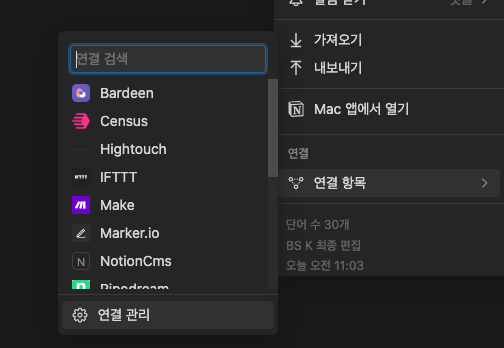 연결 검색
Bardeen
Census
Hightouch
IFTTT
Make
Marker.io
NotionCms
Pipedream
연결 관리
가져오기
내보내기
Mac 앱에서 열기
연결
연결 항목
단어 수 30개
BS K 최종 편집
오늘 오전 11:03